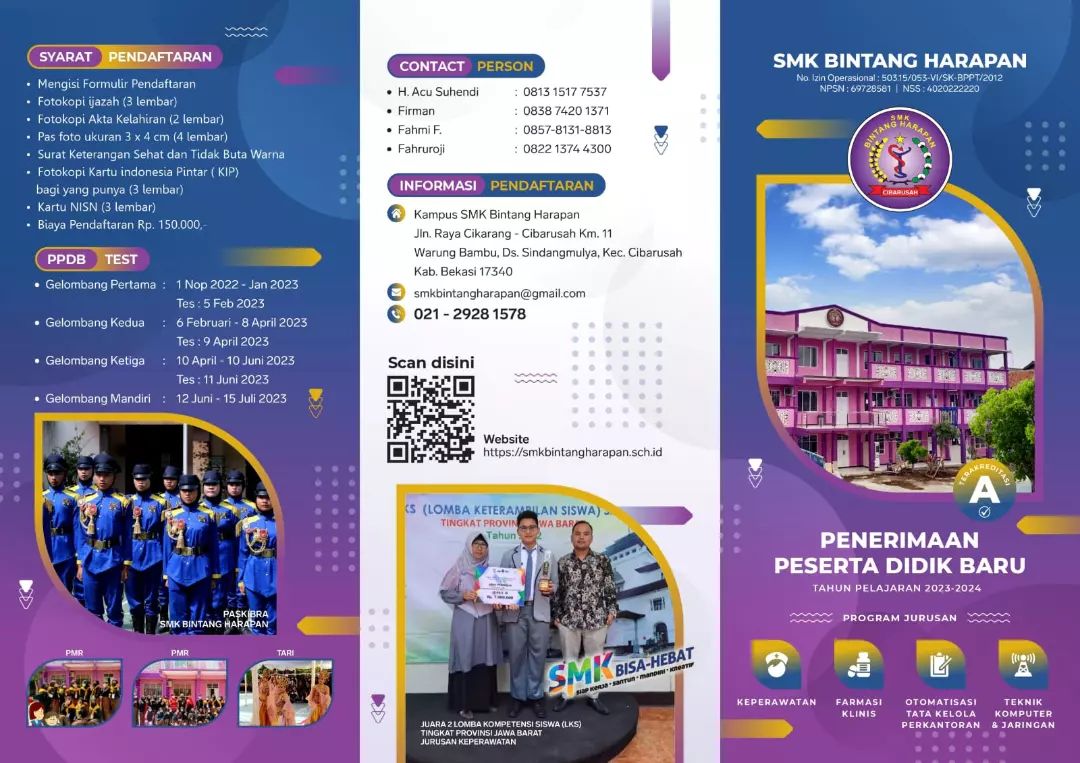 SYARAT PENDAFTARAN
• Mengisi Formulir Pendaftaran
• Fotokopi ijazah (3 lembar)
• Fotokopi Akta Kelahiran (2 lembar)
• Pas foto ukuran 3 x 4 cm (4 lembar)
• Surat Keterangan Sehat dan Tidak Buta Warna
• Fotokopi Kartu indonesia Pintar ( KIP)
bagi yang punya (3 lembar)
• Kartu NISN (3 lembar)
• Biaya Pendaftaran Rp. 150.000,-
PPDB TEST
• Gelombang Pertama : 1 Nop 2022 - Jan 2023
Tes : 5 Feb 2023
• Gelombang Kedua : 6 Februari - 8 April 2023
Tes : 9 April 2023
• Gelombang Ketiga : 10 April - 10 Juni 2023
Tes : 11 Juni 2023
• Gelombang Mandiri : 12 Juni - 15 Juli 2023
PASKIBRA
SMK BINTANG HARAPAN
PMR
PMR
TARI
CONTACT PERSON
• H. Acu Suhendi : 0813 1517 7537
• Firman : 0838 7420 1371
• Fahmi F. : 0857-8131-8813
• Fahruroji : 0822 1374 4300
INFORMASI PENDAFTARAN
Kampus SMK Bintang Harapan
Jln. Raya Cikarang - Cibarusah Km. 11
Warung Bambu, Ds. Sindangmulya, Kec. Cibarusah
Kab. Bekasi 17340
smkbintangharapan@gmail.com
021 - 2928 1578
Scan disini
Website
https://smkbintangharapan.sch.id
KS (LOMBA KETERAMPILAN SISWA)
TINGKAT PROVINSI JAWA BARAT
Tahun
SMK BISA-HEBAT
SIAP KERJA • SANTUN • MANDIRI • KREATIF
JUARA 2 LOMBA KOMPETENSI SISWA (LKS)
TINGKAT PROVINSI JAWA BARAT
JURUSAN KEPERAWATAN
SMK BINTANG HARAPAN
No. Izin Operasional : 503.15/053-VI/SK-BPPT/2012
NPSN : 69728581 | NSS : 4020222220
SMK
BINTANG HARAPAN
CIBARUSAH
TERAKREDITASI
A
PENERIMAAN
PESERTA DIDIK BARU
TAHUN PELAJARAN 2023-2024
PROGRAM JURUSAN
KEPERAWATAN
FARMASI
KLINIS
OTOMATISASI
TATA KELOLA
PERKANTORAN
TEKNIK
KOMPUTER
& JARINGAN